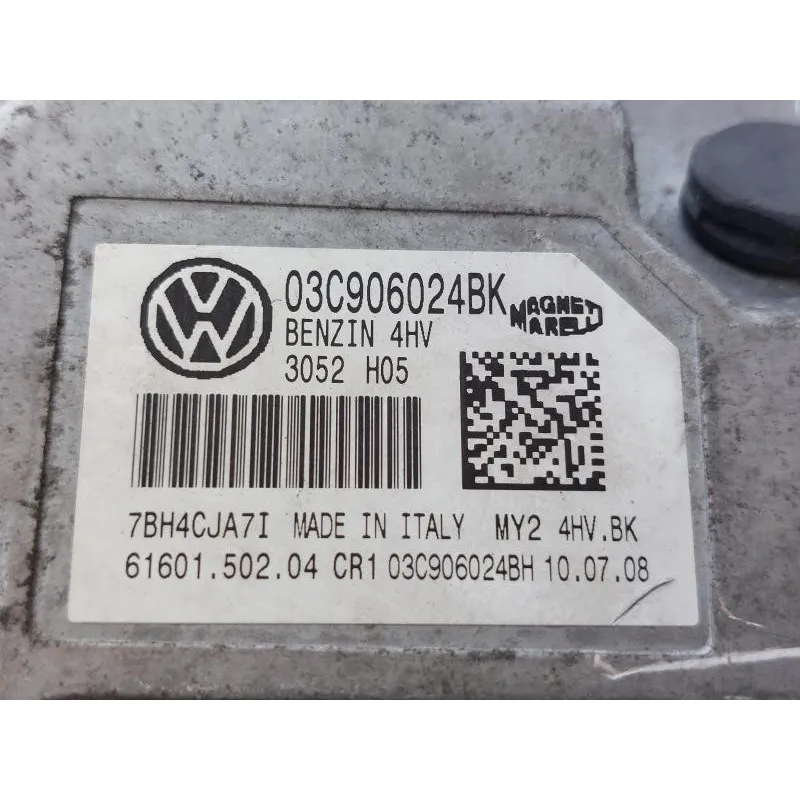 03C906024BK
MAGNETI
MARELLI
BENZIN 4HV
3052 H05
7BH4CJA7I MADE IN ITALY MY2 4HV.BK
61601.502.04 CR1 03C906024BH 10.07.08